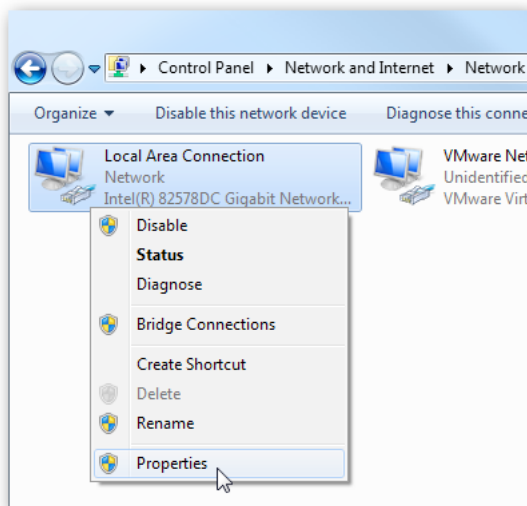 Control Panel Network and Internet Network
Organize Disable this network device Diagnose this conne
Local Area Connection
Network
Intel(R) 82578DC Gigabit Network...
VMware Net
Unidentified
VMware Virt
Disable
Status
Diagnose
Bridge Connections
Create Shortcut
Delete
Rename
Properties